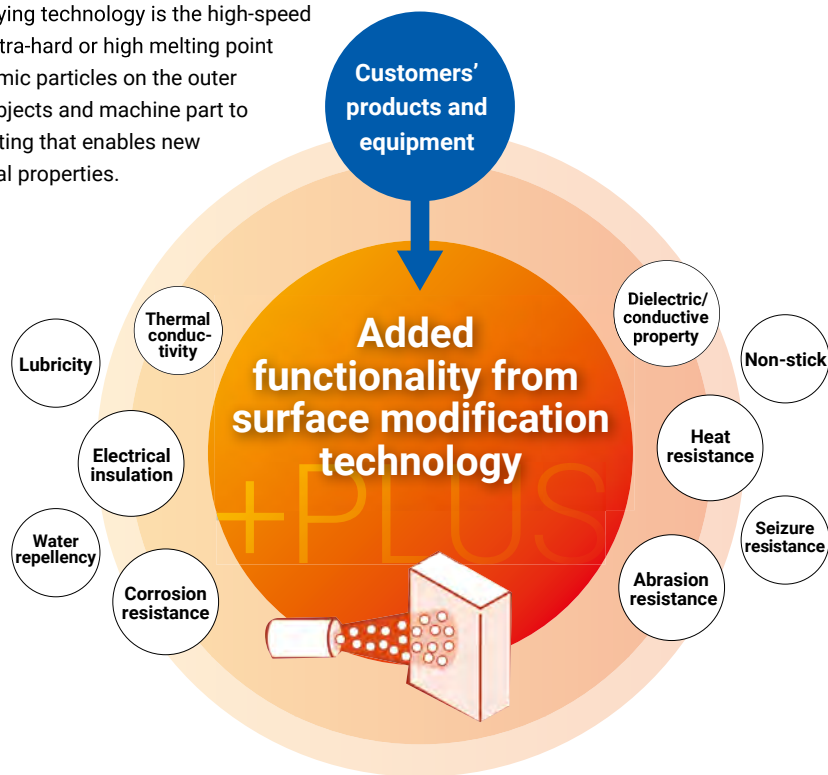 ying technology is the high-speed
tra-hard or high melting point
mic particles on the outer
bjects and machine part to
ting that enables new
al properties.
Customers’
products and
equipment
Added
functionality from
surface modification
technology
+PLUS
Thermal
conduc-
tivity
Lubricity
Electrical
insulation
Water
repellency
Corrosion
resistance
Dielectric/
conductive
property
Non-stick
Heat
resistance
Seizure
resistance
Abrasion
resistance